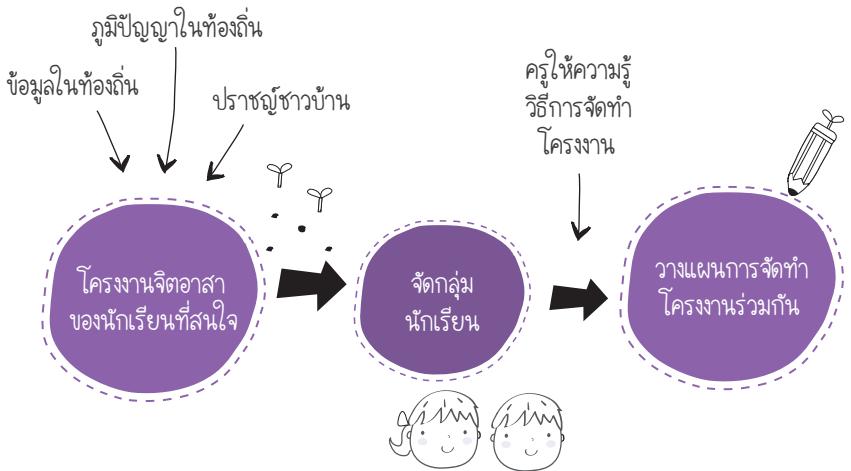 ภูมิปัญญาในท้องถิ่น
ข้อมูลในท้องถิ่น
ปราชญ์ชาวบ้าน
โครงงานจิตอาสา
ของนักเรียนที่สนใจ
จัดกลุ่ม
นักเรียน
ครูให้ความรู้
วิธีการจัดทำ
โครงงาน
วางแผนการจัดทำ
โครงงานร่วมกัน